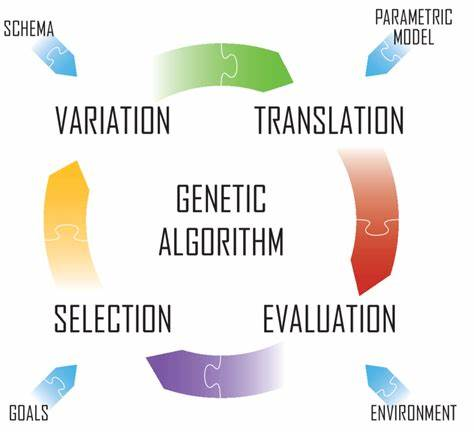 SCHEMA
PARAMETRIC
MODEL
VARIATION
TRANSLATION
GENETIC
ALGORITHM
SELECTION
EVALUATION
GOALS
ENVIRONMENT